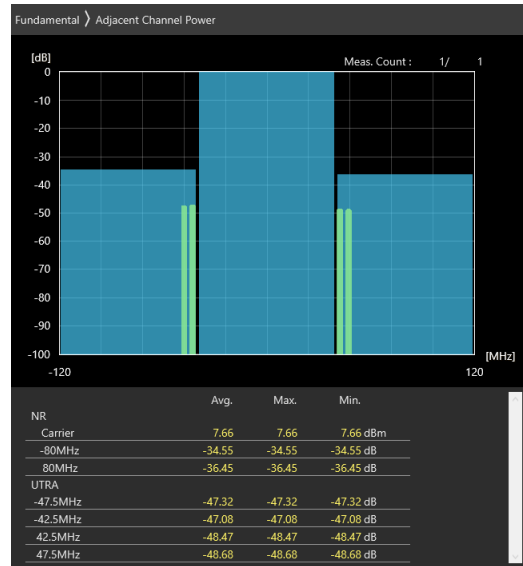 Fundamental 〉 Adjacent Channel Power
[dB]
Meas. Count : 1/ 1
0
-10
-20
-30
-40
-50
-60
-70
-80
-90
-100
[MHz]
-120 120
Avg. Max. Min.
NR
Carrier 7.66 7.66 7.66 dBm
-80MHz -34.55 -34.55 -34.55 dB
80MHz -36.45 -36.45 -36.45 dB
UTRA
-47.5MHz -47.32 -47.32 -47.32 dB
-42.5MHz -47.08 -47.08 -47.08 dB
42.5MHz -48.47 -48.47 -48.47 dB
47.5MHz -48.68 -48.68 -48.68 dB